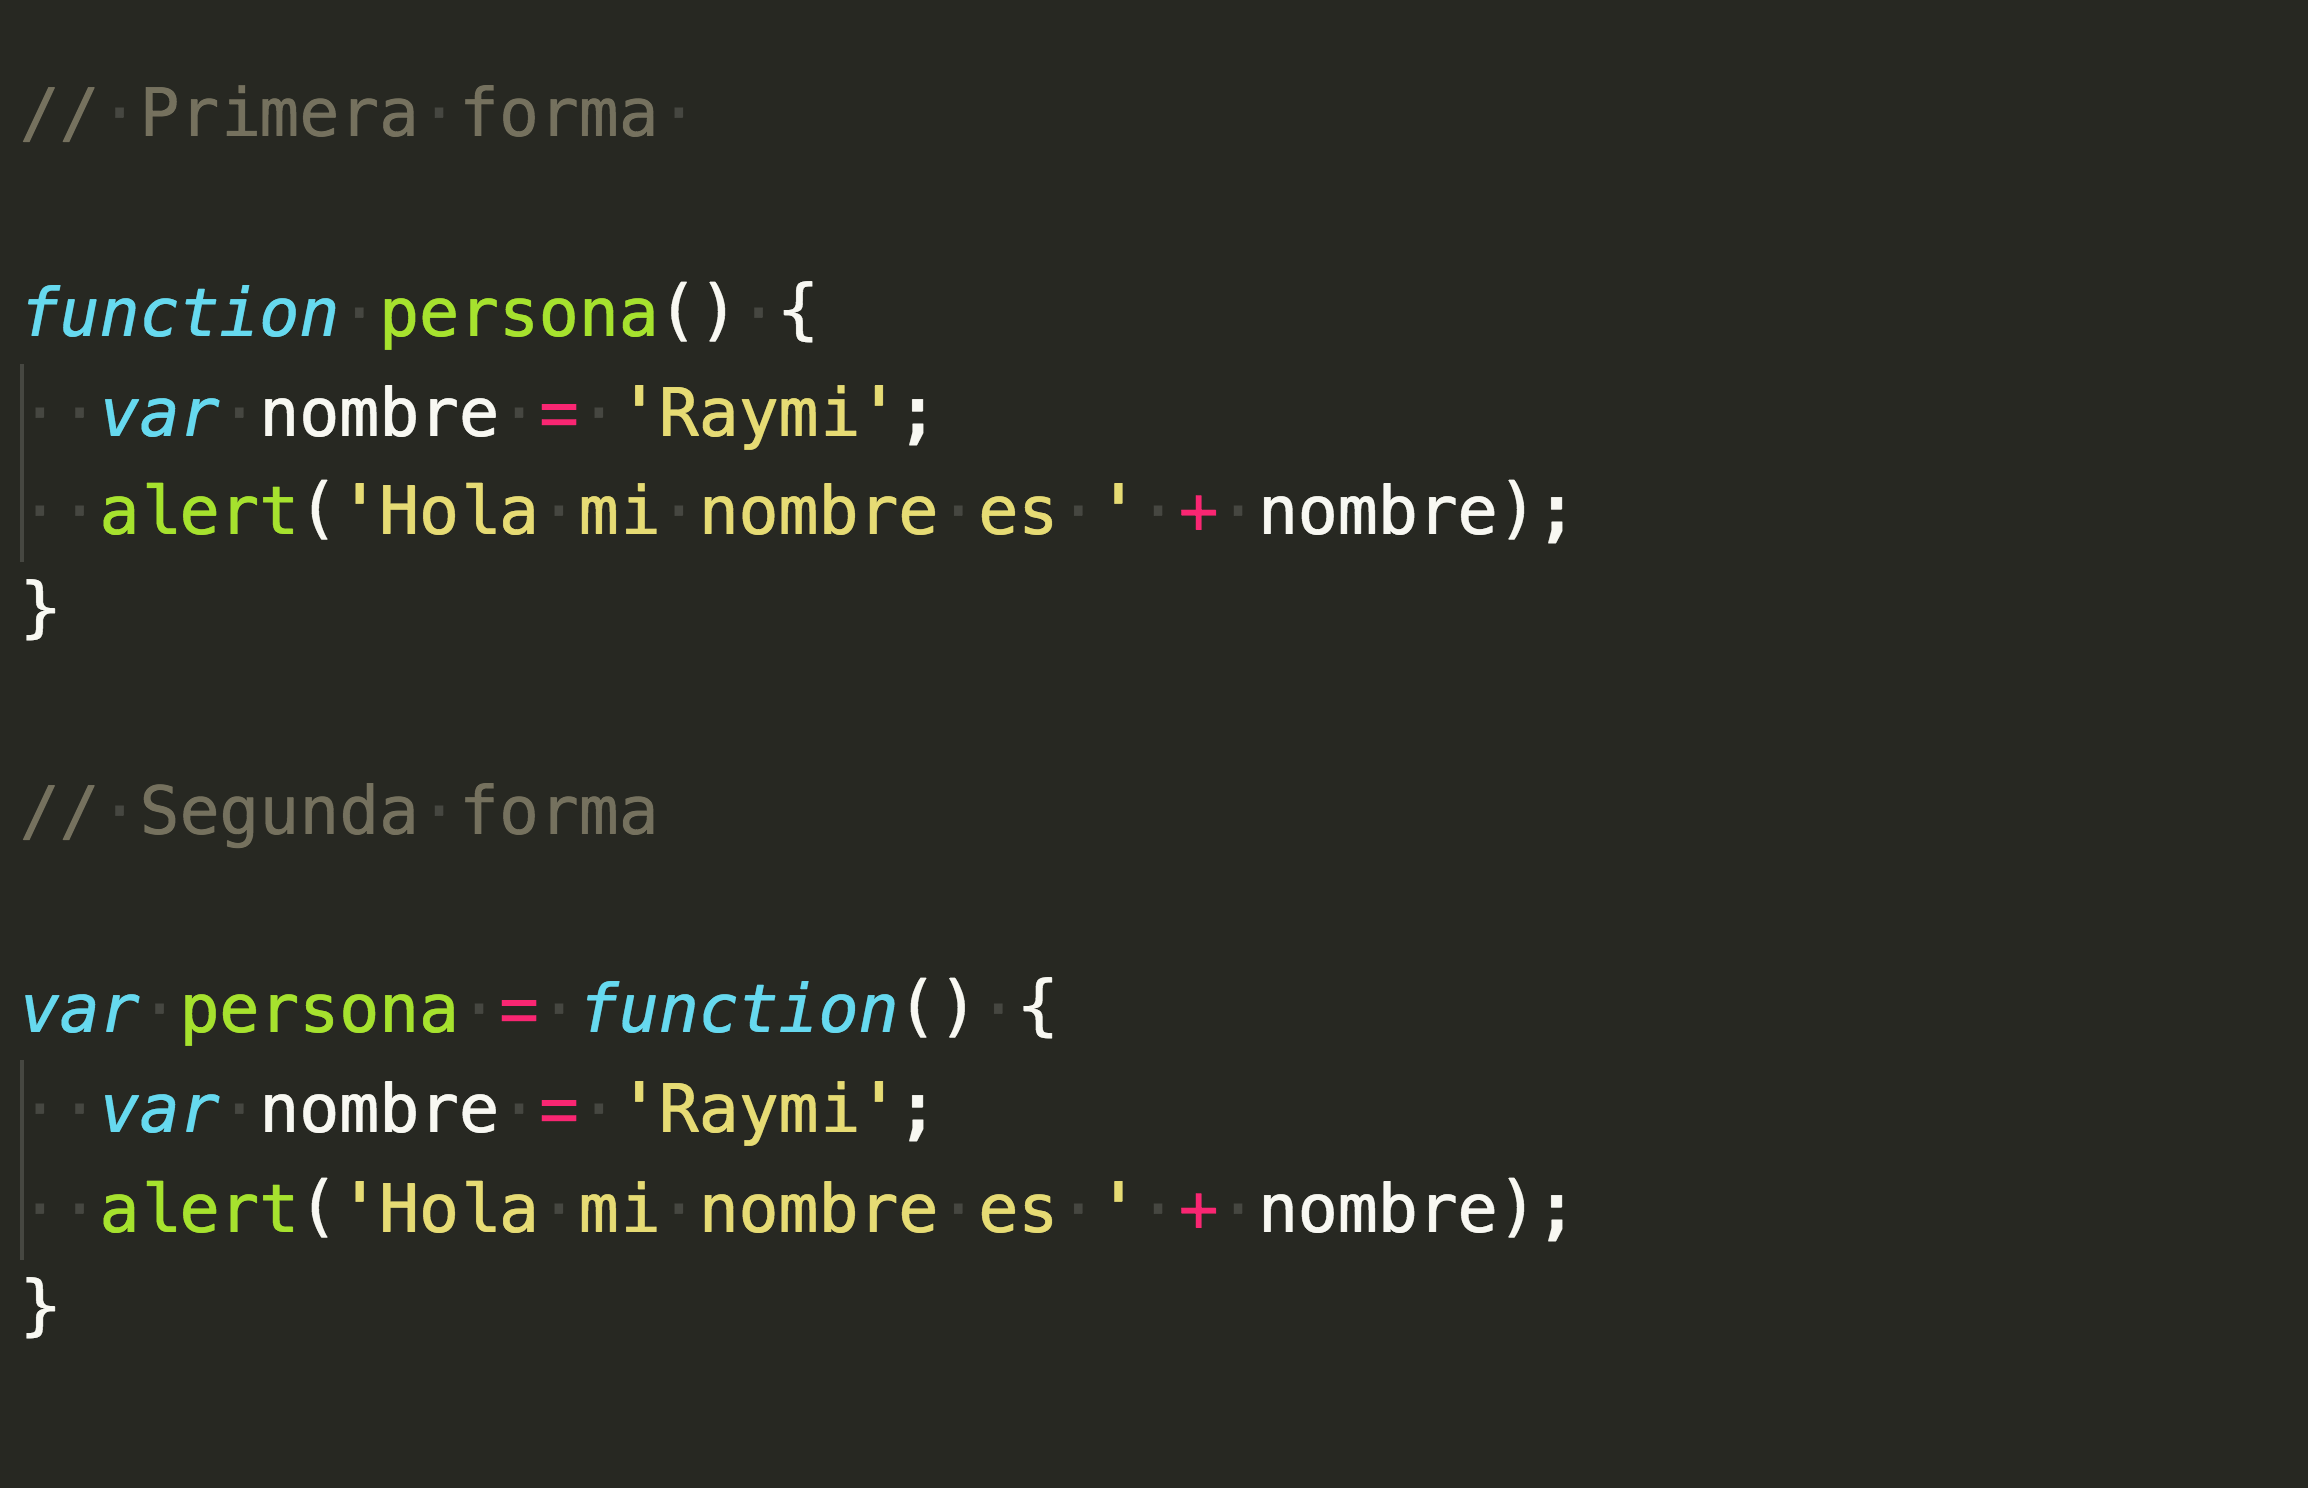 // Primera forma
function persona() {
  var nombre = 'Raymi';
  alert('Hola mi nombre es ' + nombre);
}
// Segunda forma
var persona = function() {
  var nombre = 'Raymi';
  alert('Hola mi nombre es ' + nombre);
}